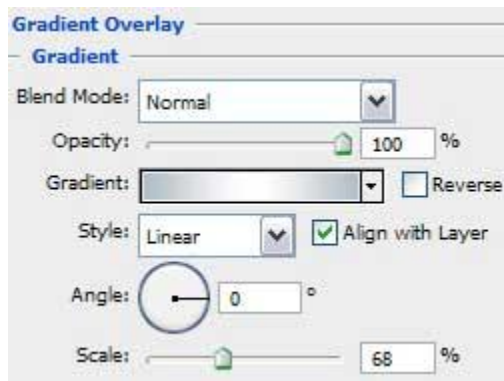 Gradient Overlay
Gradient
Blend Mode: Normal
Opacity: 100 %
Gradient: Reverse
Style: Linear Align with Layer
Angle: 0 °
Scale: 68 %